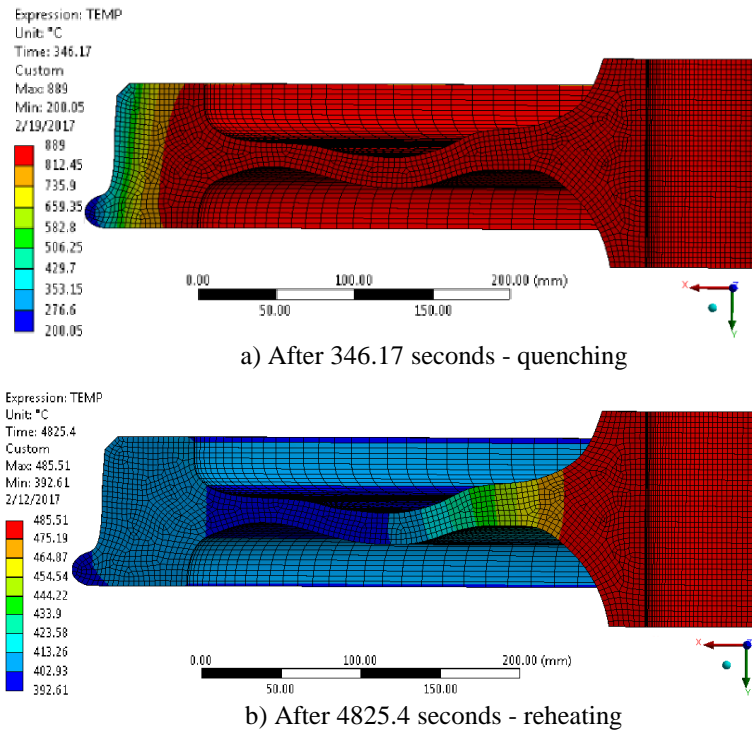 Expression: TEMP
Unit: °C
Time: 346.17
Custom
Max: 889
Min: 200.05
2/19/2017
889
812.45
735.9
659.35
582.8
506.25
429.7
353.15
276.6
200.05
0.00 100.00 200.00 (mm)
50.00 150.00
X Z
Y
a) After 346.17 seconds - quenching
Expression: TEMP
Unit: °C
Time: 4825.4
Custom
Max: 485.51
Min: 392.61
2/12/2017
485.51
475.19
464.87
454.54
444.22
433.9
423.58
413.26
402.93
392.61
0.00 100.00 200.00 (mm)
50.00 150.00
X Z
Y
b) After 4825.4 seconds - reheating